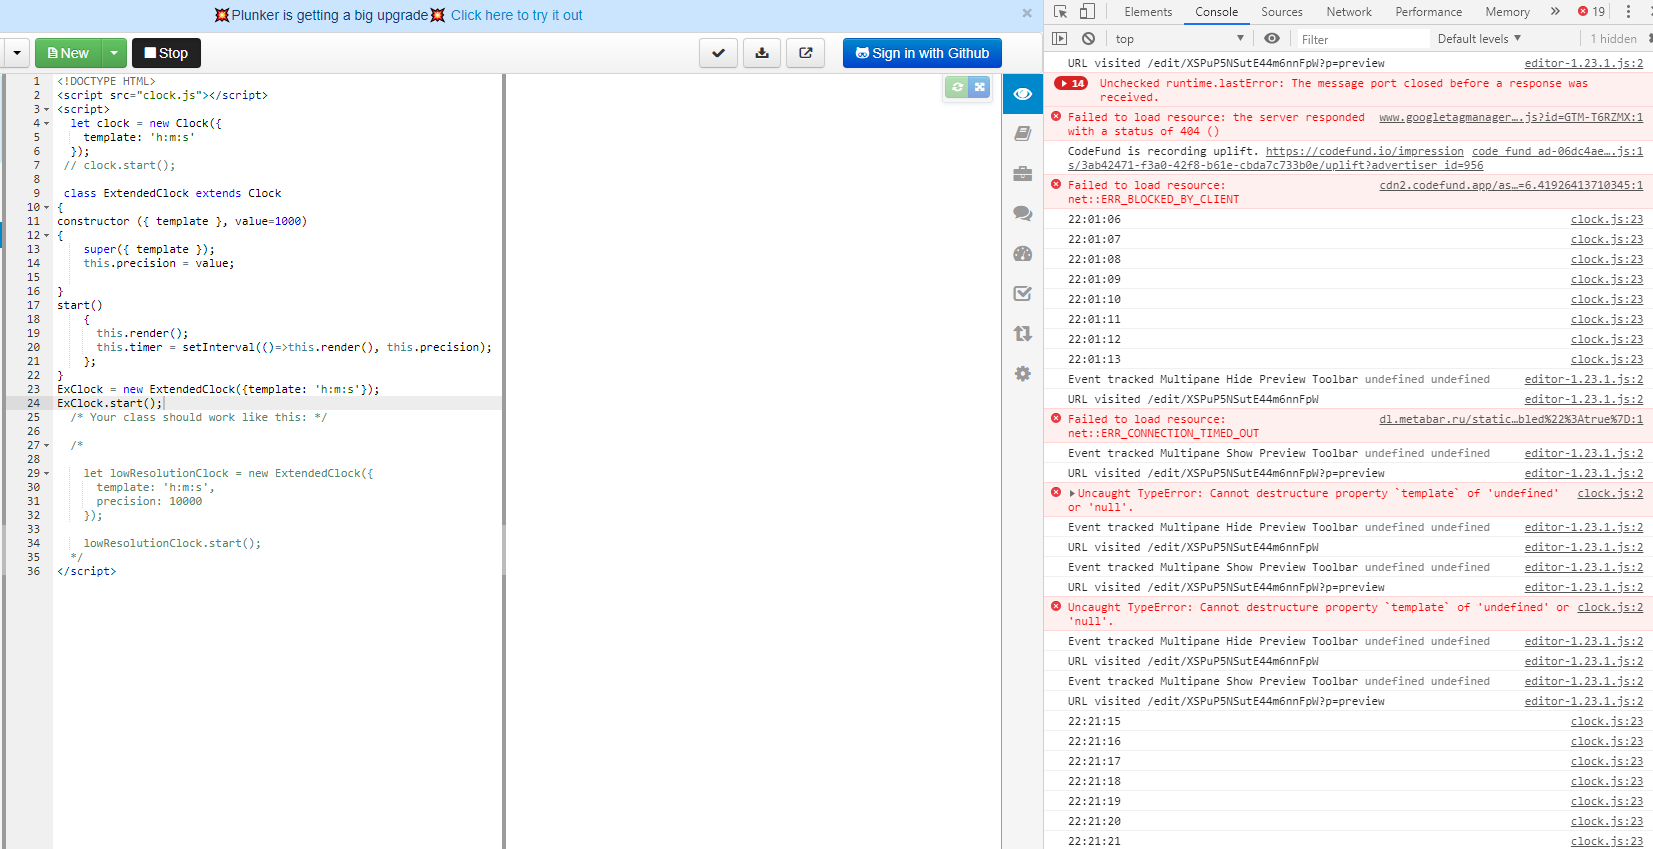 💥Plunker is getting a big upgrade💥 Click here to try it out
×
New
Stop
Sign in with Github
1 <!DOCTYPE HTML>
2 <script src="clock.js"></script>
3 <script>
4 let clock = new Clock({
5 template: 'h:m:s'
6 });
7 // clock.start();
8
9 class ExtendedClock extends Clock
10 {
11 constructor ({ template }, value=1000)
12 {
13 super({ template });
14 this.precision = value;
15
16 }
17 start()
18 {
19 this.render();
20 this.timer = setInterval(()=>this.render(), this.precision);
21 };
22 }
23 ExClock = new ExtendedClock({template: 'h:m:s'});
24 ExClock.start();
25 /* Your class should work like this: */
26
27 /*
28
29 let lowResolutionClock = new ExtendedClock({
30 template: 'h:m:s',
31 precision: 10000
32 });
33
34 lowResolutionClock.start();
35 */
36 </script>
Elements Console Sources Network Performance Memory » 19
top Filter Default levels ▼ 1 hidden
URL visited /edit/XSPuP5NSutE44m6nnFpW?p=preview editor-1.23.1.js:2
14 Unchecked runtime.lastError: The message port closed before a response was
received.
Failed to load resource: the server responded www.googletagmanager….js?id=GTM-T6RZMX:1
with a status of 404 ()
CodeFund is recording uplift. https://codefund.io/impression code_fund_ad-06dc4ae….js:1
s/3ab42471-f3a0-42f8-b61e-cbda7c733b0e/uplift?advertiser_id=956
Failed to load resource: cdn2.codefund.app/as…=6.41926413710345:1
net::ERR_BLOCKED_BY_CLIENT
22:01:06 clock.js:23
22:01:07 clock.js:23
22:01:08 clock.js:23
22:01:09 clock.js:23
22:01:10 clock.js:23
22:01:11 clock.js:23
22:01:12 clock.js:23
22:01:13 clock.js:23
Event tracked Multipane Hide Preview Toolbar undefined undefined editor-1.23.1.js:2
URL visited /edit/XSPuP5NSutE44m6nnFpW editor-1.23.1.js:2
Failed to load resource: dl.metabar.ru/static…bled%22%3Atrue%7D:1
net::ERR_CONNECTION_TIMED_OUT
Event tracked Multipane Show Preview Toolbar undefined undefined editor-1.23.1.js:2
URL visited /edit/XSPuP5NSutE44m6nnFpW?p=preview editor-1.23.1.js:2
Uncaught TypeError: Cannot destructure property `template` of 'undefined' clock.js:2
or 'null'.
Event tracked Multipane Hide Preview Toolbar undefined undefined editor-1.23.1.js:2
URL visited /edit/XSPuP5NSutE44m6nnFpW editor-1.23.1.js:2
Event tracked Multipane Show Preview Toolbar undefined undefined editor-1.23.1.js:2
URL visited /edit/XSPuP5NSutE44m6nnFpW?p=preview editor-1.23.1.js:2
Uncaught TypeError: Cannot destructure property `template` of 'undefined' or clock.js:2
'null'.
Event tracked Multipane Hide Preview Toolbar undefined undefined editor-1.23.1.js:2
URL visited /edit/XSPuP5NSutE44m6nnFpW editor-1.23.1.js:2
Event tracked Multipane Show Preview Toolbar undefined undefined editor-1.23.1.js:2
URL visited /edit/XSPuP5NSutE44m6nnFpW?p=preview editor-1.23.1.js:2
22:21:15 clock.js:23
22:21:16 clock.js:23
22:21:17 clock.js:23
22:21:18 clock.js:23
22:21:19 clock.js:23
22:21:20 clock.js:23
22:21:21 clock.js:23